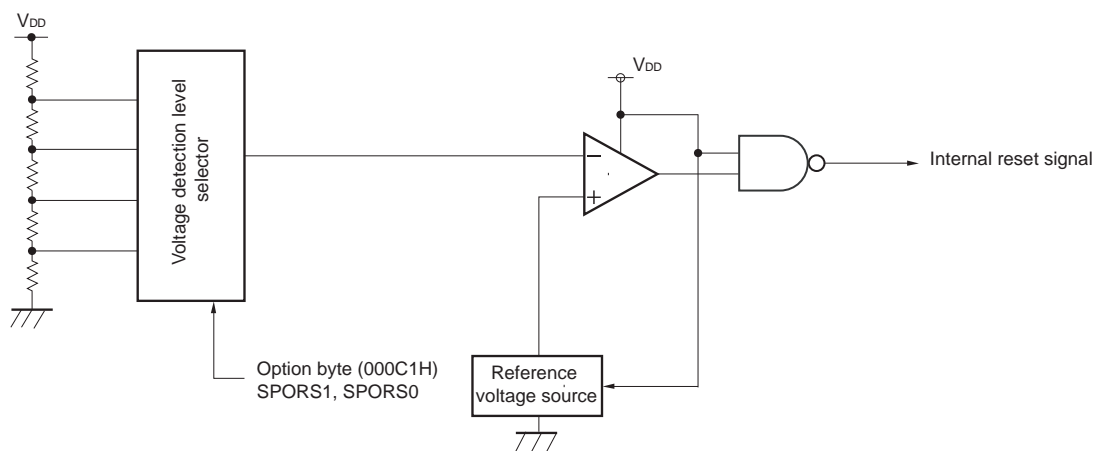 VDD
Voltage detection level
selector
VDD
−
+
Internal reset signal
Option byte (000C1H)
SPORS1, SPORS0
Reference
voltage source